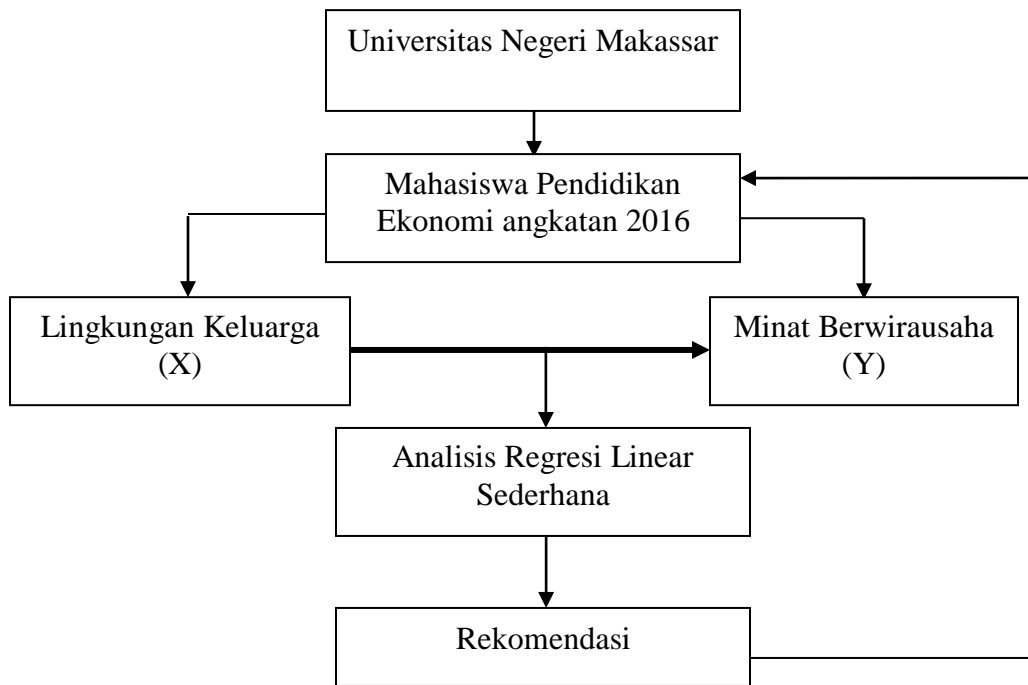 Universitas Negeri Makassar
Mahasiswa Pendidikan
Ekonomi angkatan 2016
Lingkungan Keluarga
(X)
Minat Berwirausaha
(Y)
Analisis Regresi Linear
Sederhana
Rekomendasi